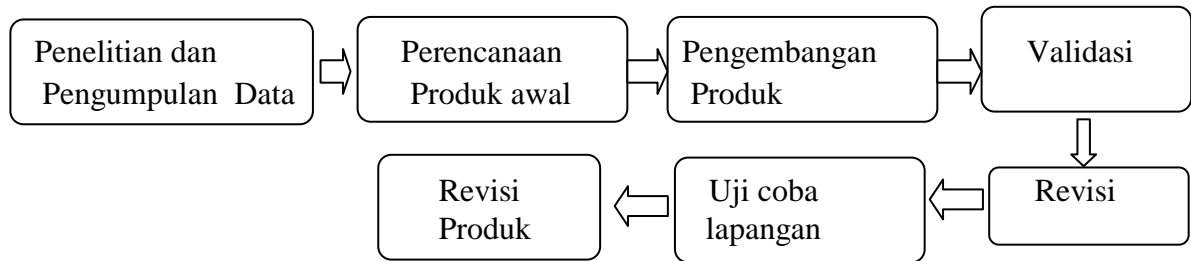 Penelitian dan
Pengumpulan Data
Perencanaan
Produk awal
Pengembangan
Produk
Validasi
Revisi
Uji coba
lapangan
Revisi
Produk